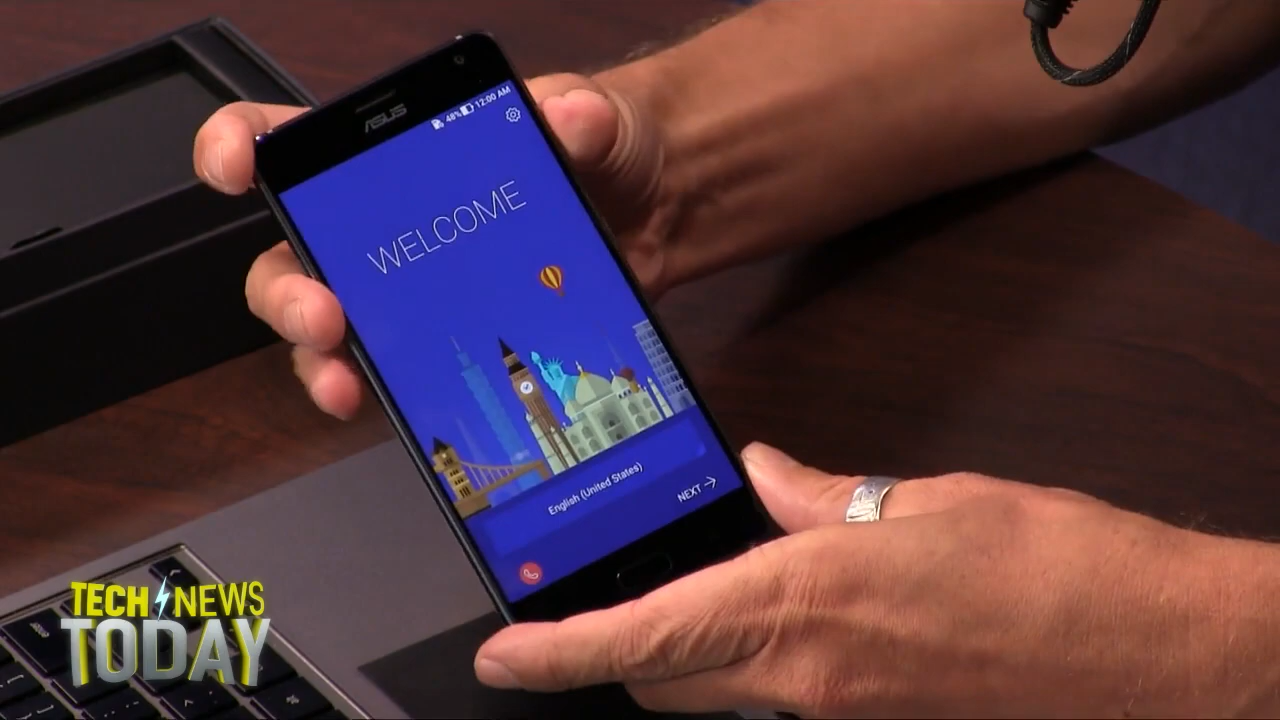 ASUS
48% 12:00 AM
WELCOME
English (United States)
NEXT →
TECH NEWS
TODAY